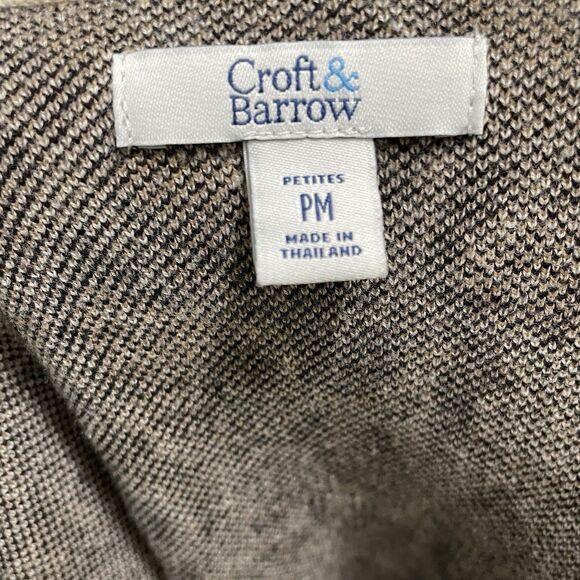 Croft&
Barrow
PETITES
PM
MADE IN
THAILAND